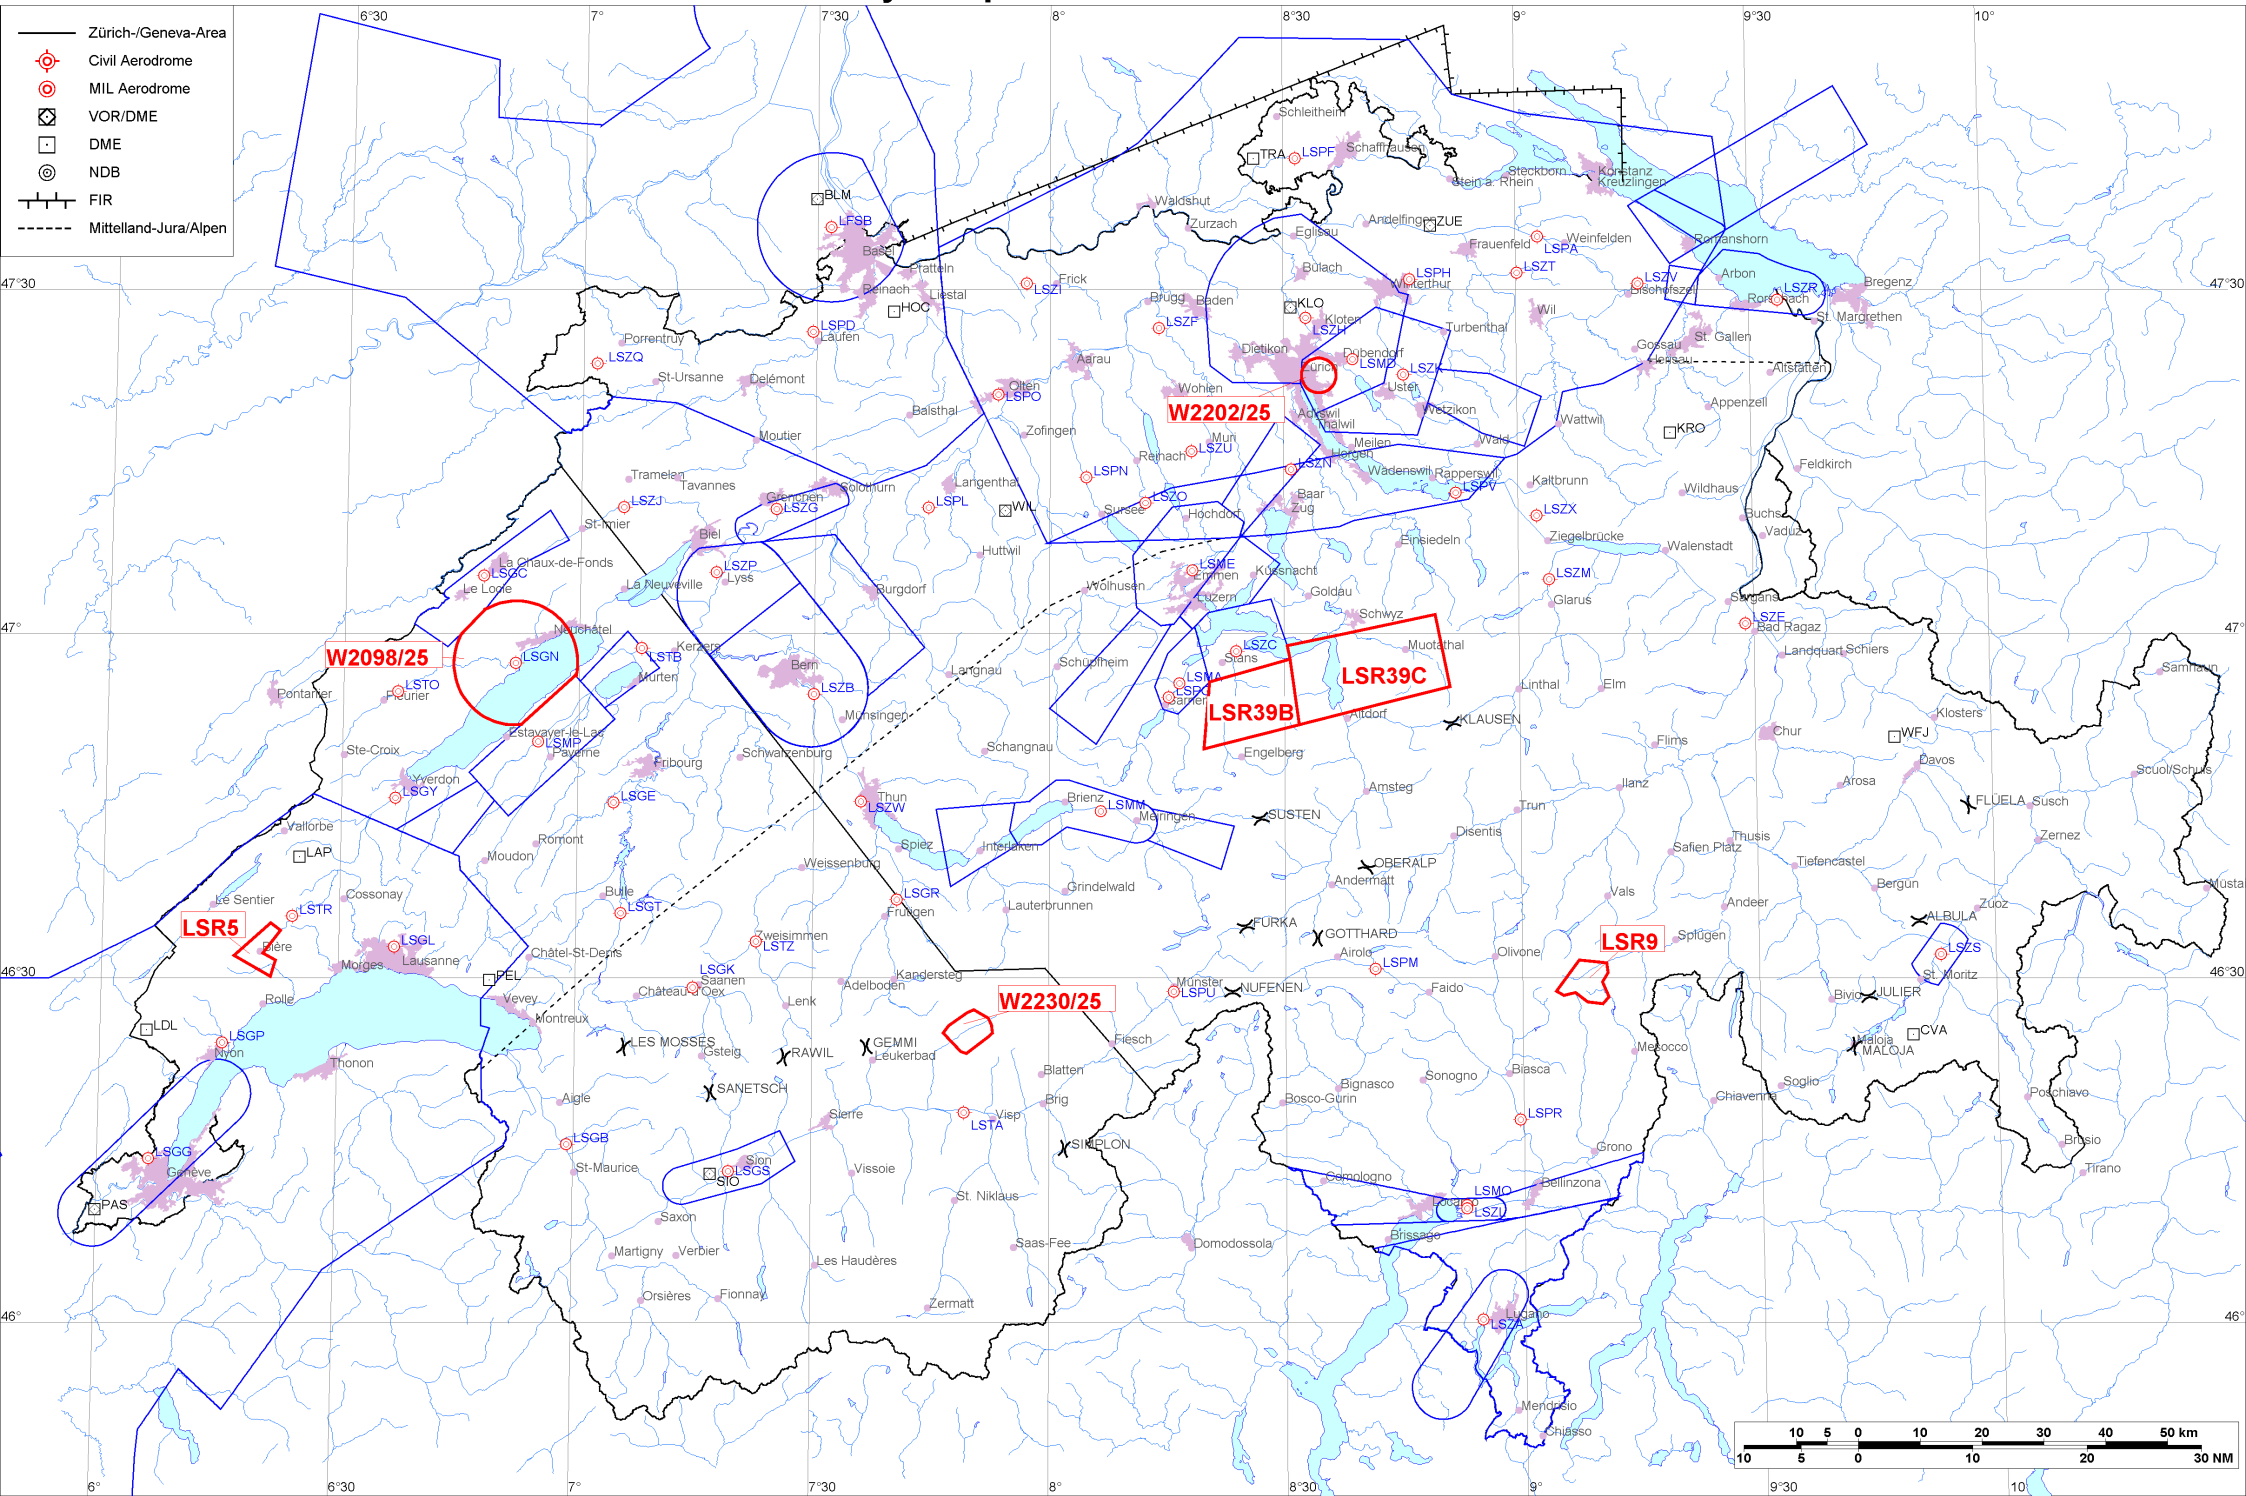 6°30
7°
7°30
8°
8°30
9°
9°30
10°
Zürich-/Geneva-Area
Civil Aerodrome
MIL Aerodrome
VOR/DME
DME
NDB
FIR
Mittelland-Jura/Alpen
Schleitheim
TRA
LSPF
Schaffhausen
Steckborn
Stein a. Rhein
Konstanz
Kreuzlingen
BLM
LFSB
Basel
Waldshut
Zurzach
Eglisau
Andelfingen
ZUE
Frauenfeld
LSPA
Weinfelden
Romanshorn
Pratteln
Reinach
Liestal
HOC
LSZI
Frick
Bülach
LSPH
Winterthur
LSZT
LSZV
Bischofszell
Arbon
LSZR
Rorschach
Bregenz
47°30
47°30
Brugg
Baden
KLO
Kloten
LSZH
LSZF
Wil
St. Margrethen
St. Gallen
Gossau
Herisau
Turbenthal
LSPD
Laufen
Porrentruy
LSZQ
St-Ursanne
Delémont
Aarau
Dietikon
Zürich
Dübendorf
LSMD
LSZK
Uster
Altstätten
Olten
LSPO
Wohlen
W2202/25
Balsthal
Adliswil
Thalwil
Wetzikon
Appenzell
Wattwil
KRO
Moutier
Zofingen
Muri
LSZU
Reinach
Meilen
Horgen
Wald
Tramelan
Tavannes
LSPN
LSZN
Wädenswil
Rapperswil
LSPV
Kaltbrunn
Feldkirch
Wildhaus
Grenchen
Solothurn
LSZG
LSZJ
Langenthal
LSPL
WIL
LSZO
Sursee
Hochdorf
Baar
Zug
LSZX
Buchs
Vaduz
St-Imier
Biel
Huttwil
Einsiedeln
Ziegelbrücke
Walenstadt
La Chaux-de-Fonds
LSGC
Le Locle
La Neuveville
LSZP
Lyss
Burgdorf
Wolhusen
LSME
Emmen
Küssnacht
Luzern
Goldau
LSZM
Glarus
Sargans
LSZE
Bad Ragaz
Schwyz
Muotathal
47°
47°
Neuchâtel
W2098/25
LSGN
LSTB
Kerzers
Murten
Bern
LSZB
Langnau
Schüpfheim
LSZC
Stans
LSMA
LSPG
Sarnen
LSR39C
LSR39B
Landquart
Schiers
Samnaun
LSTO
Fleurier
Pontarlier
Münsingen
Altdorf
KLAUSEN
Linthal
Elm
Klosters
Estavayer-le-Lac
LSMP
Payerne
Ste-Croix
Schwarzenburg
Schangnau
Engelberg
Flims
Chur
WFJ
Davos
Yverdon
LSGY
Fribourg
LSGE
Thun
LSZW
Brienz
LSMM
Meiringen
Amsteg
SUSTEN
Trun
Ilanz
Arosa
Scuol/Schuls
FLÜELA
Susch
Zernez
Vallorbe
LAP
Romont
Moudon
Spiez
Interlaken
Weissenburg
Disentis
Safien Platz
Thusis
Tiefencastel
OBERALP
Andermatt
Grindelwald
Lauterbrunnen
LSGR
Frutigen
Bulle
LSGT
Vals
Bergün
Müsta
Andeer
Zuoz
ALBULA
LSZS
St. Moritz
Le Sentier
LSTR
Cossonay
LSR5
Bière
LSGL
Lausanne
Morges
Zweisimmen
LSTZ
FURKA
GOTTHARD
Airolo
LSPM
Olivone
LSR9
Splügen
46°30
46°30
PEL
Châtel-St-Denis
LSGK
Saanen
Château-d'Oex
Adelboden
Kandersteg
W2230/25
Münster
LSPU
NUFENEN
Faido
Bivio
JULIER
Rolle
Vevey
Montreux
Lenk
LDL
LSGP
Nyon
Thonon
LES MOSSES
Gsteig
RAWIL
GEMMI
Leukerbad
Fiesch
Mesocco
Maloja
MALOJA
CVA
SANETSCH
Blatten
Bignasco
Sonogno
Biasca
Soglio
Chiavenna
Poschiavo
Aigle
LSGB
Sierre
LSTA
Visp
Brig
Bosco-Gurin
LSPR
SIMPLON
Grono
Brusio
Tirano
LSGG
Genève
PAS
St-Maurice
Sion
LSGS
SIO
Vissoie
St. Niklaus
Comologno
LSMO
Locarno
LSZL
Bellinzona
Saxon
Martigny
Verbier
Les Haudères
Saas-Fee
Domodossola
Brissago
Orsières
Fionnay
Zermatt
46°
46°
Lugano
LSZA
Mendrisio
Chiasso
10 5 0 10 20 30 40 50 km
10 5 0 10 20 30 NM
6°
6°30
7°
7°30
8°
8°30
9°
9°30
10°